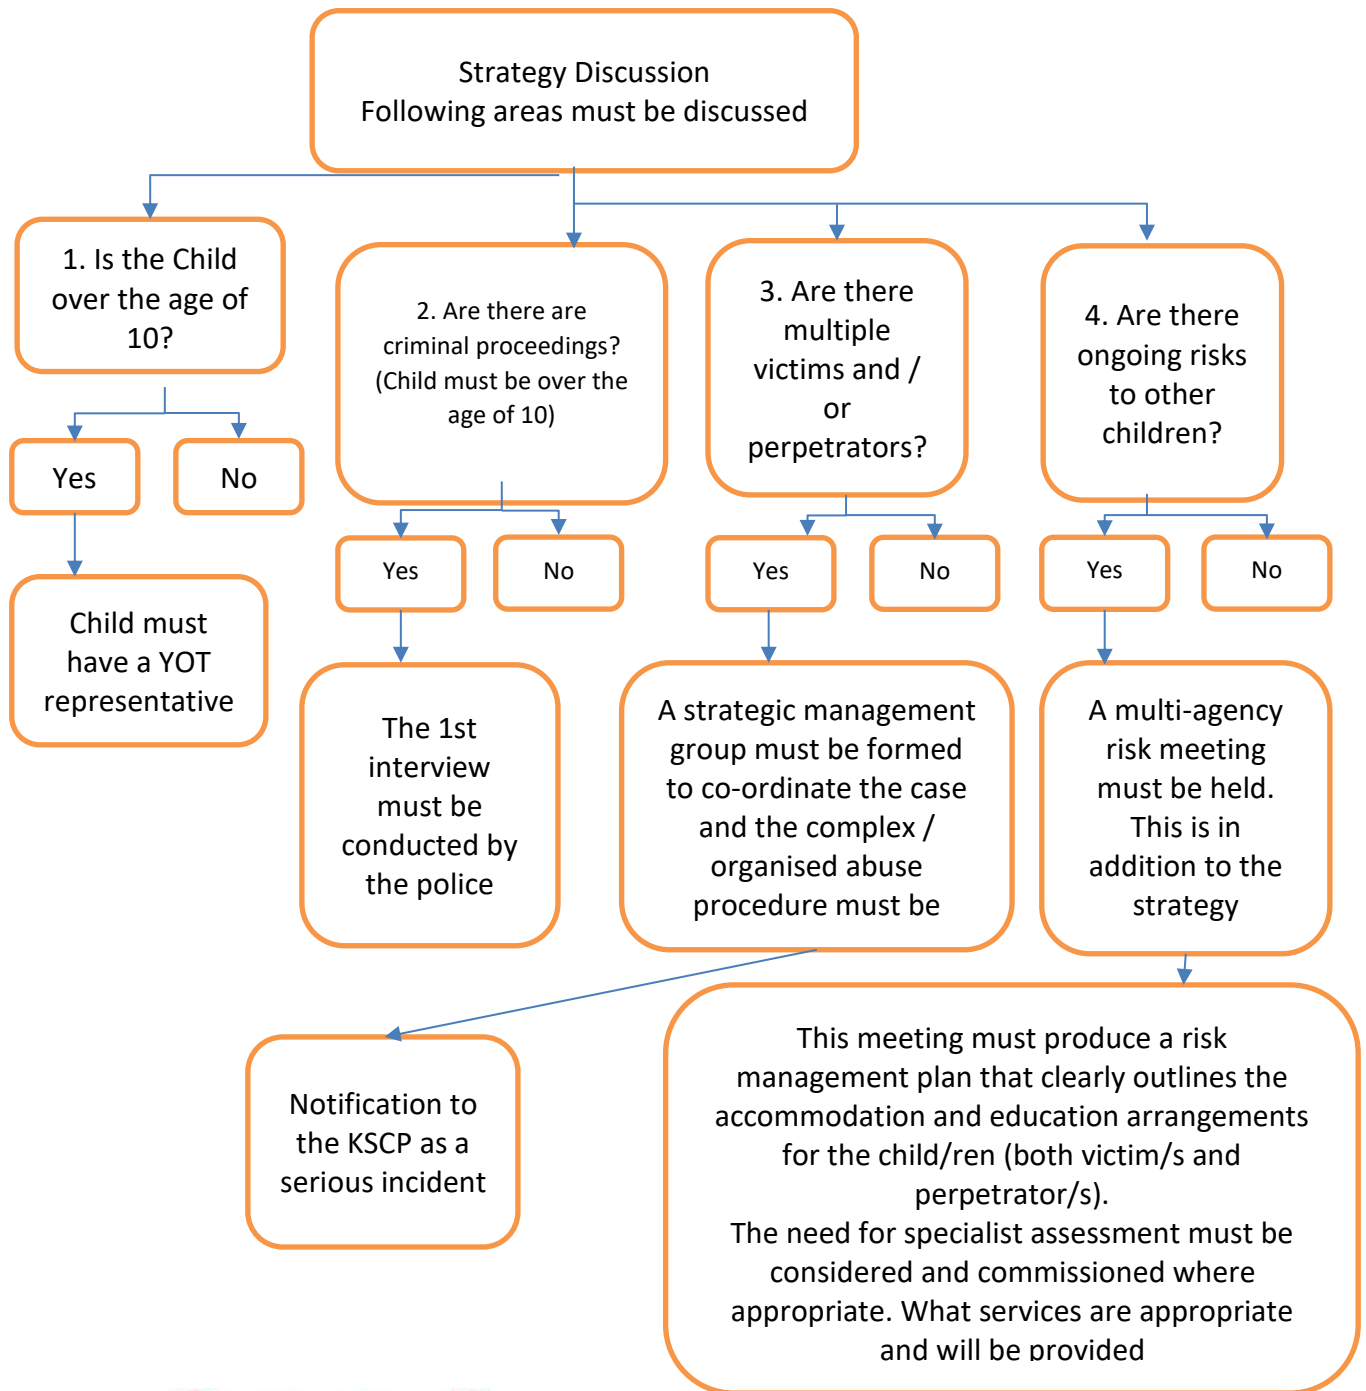 Strategy Discussion
Following areas must be discussed
1. Is the Child
over the age of
10?
Yes
No
Child must
have a YOT
representative
2. Are there are
criminal proceedings?
(Child must be over the
age of 10)
Yes
No
The 1st
interview
must be
conducted by
the police
3. Are there
multiple
victims and /
or
perpetrators?
Yes
No
A strategic management
group must be formed
to co-ordinate the case
and the complex /
organised abuse
procedure must be
Notification to
the KSCP as a
serious incident
4. Are there
ongoing risks
to other
children?
Yes
No
A multi-agency
risk meeting
must be held.
This is in
addition to the
strategy
This meeting must produce a risk
management plan that clearly outlines the
accommodation and education arrangements
for the child/ren (both victim/s and
perpetrator/s).
The need for specialist assessment must be
considered and commissioned where
appropriate. What services are appropriate
and will be provided